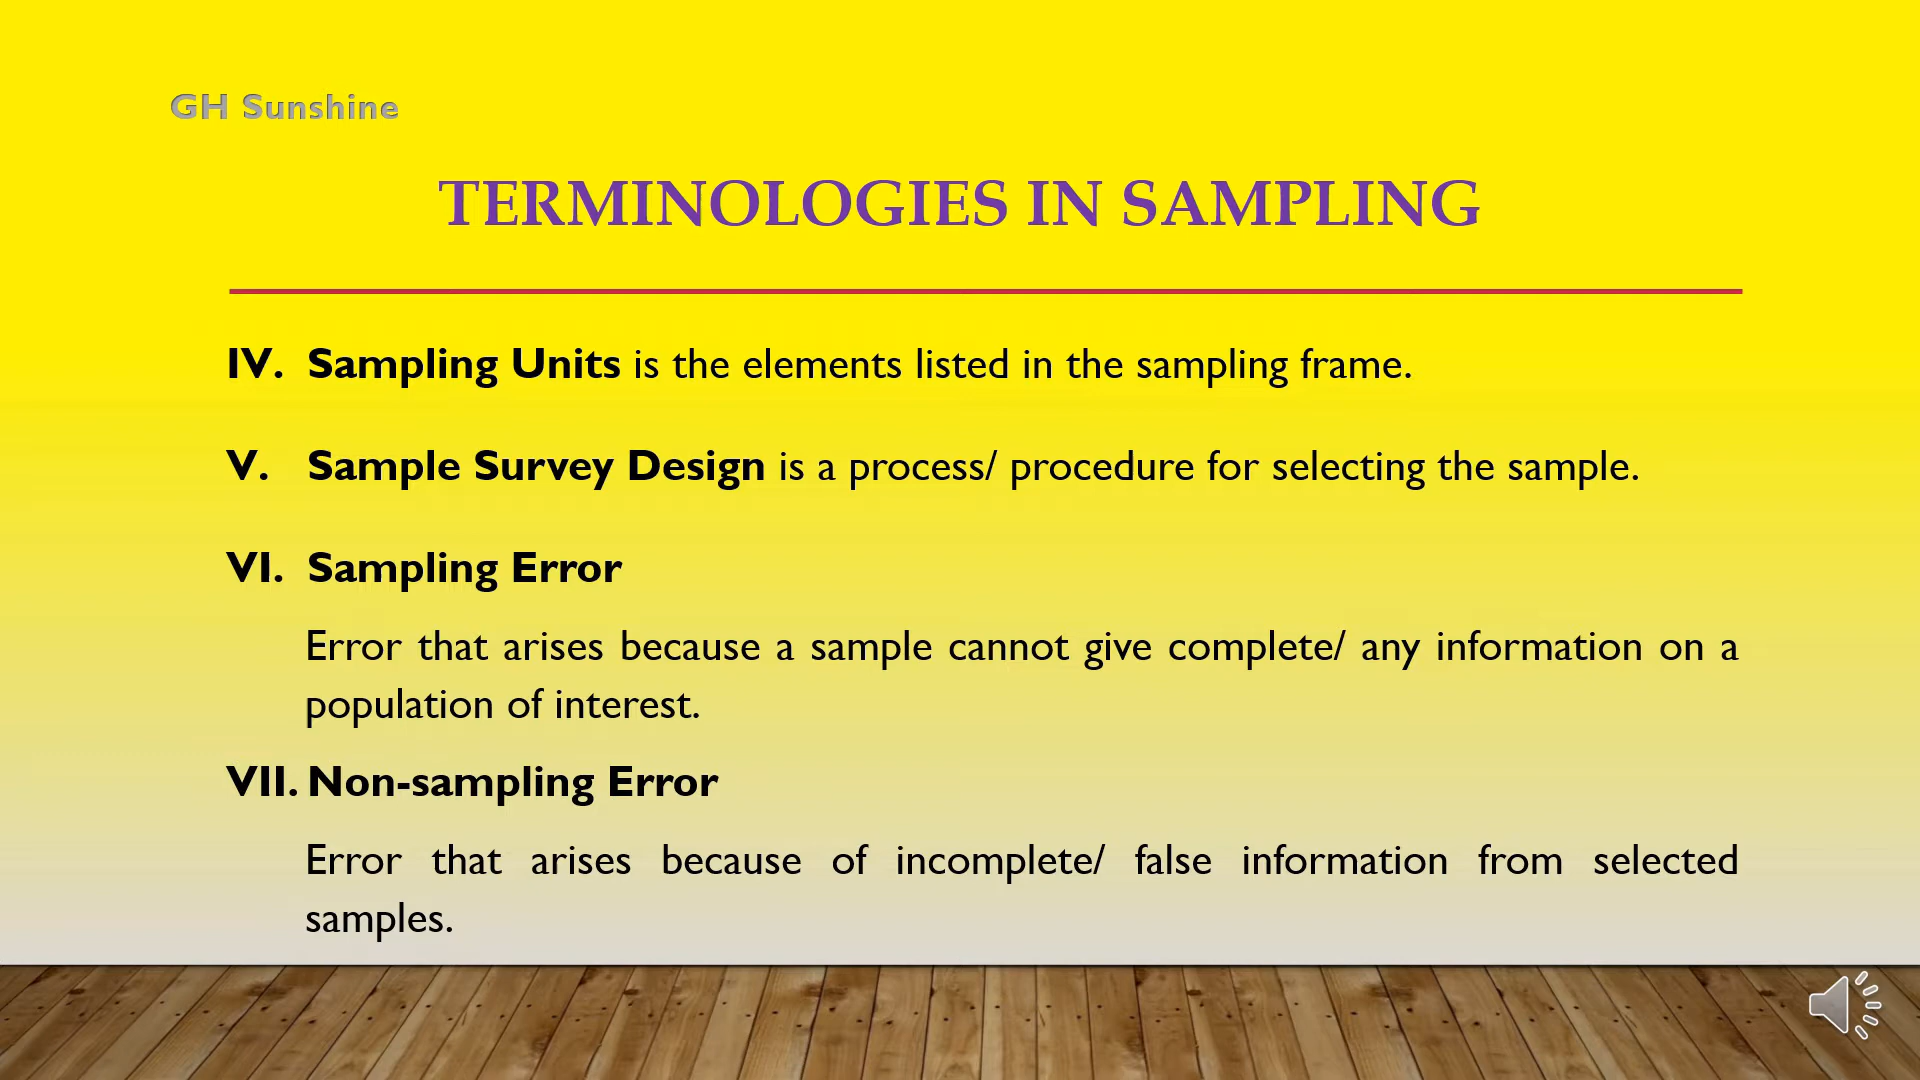 GH Sunshine
TERMINOLOGIES IN SAMPLING
IV. Sampling Units is the elements listed in the sampling frame.
V. Sample Survey Design is a process/ procedure for selecting the sample.
VI. Sampling Error
Error that arises because a sample cannot give complete/ any information on a
population of interest.
VII. Non-sampling Error
Error that arises because of incomplete/ false information from selected
samples.